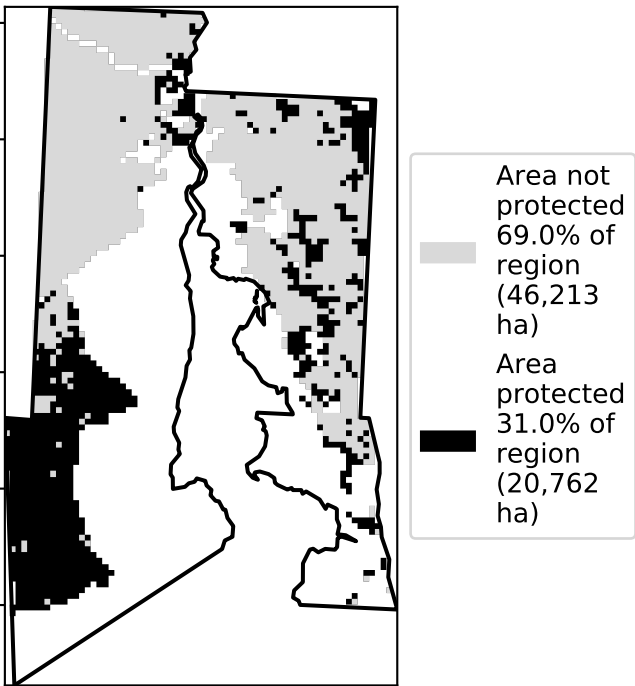 Area not
protected
69.0% of
region
(46,213
ha)
Area
protected
31.0% of
region
(20,762
ha)